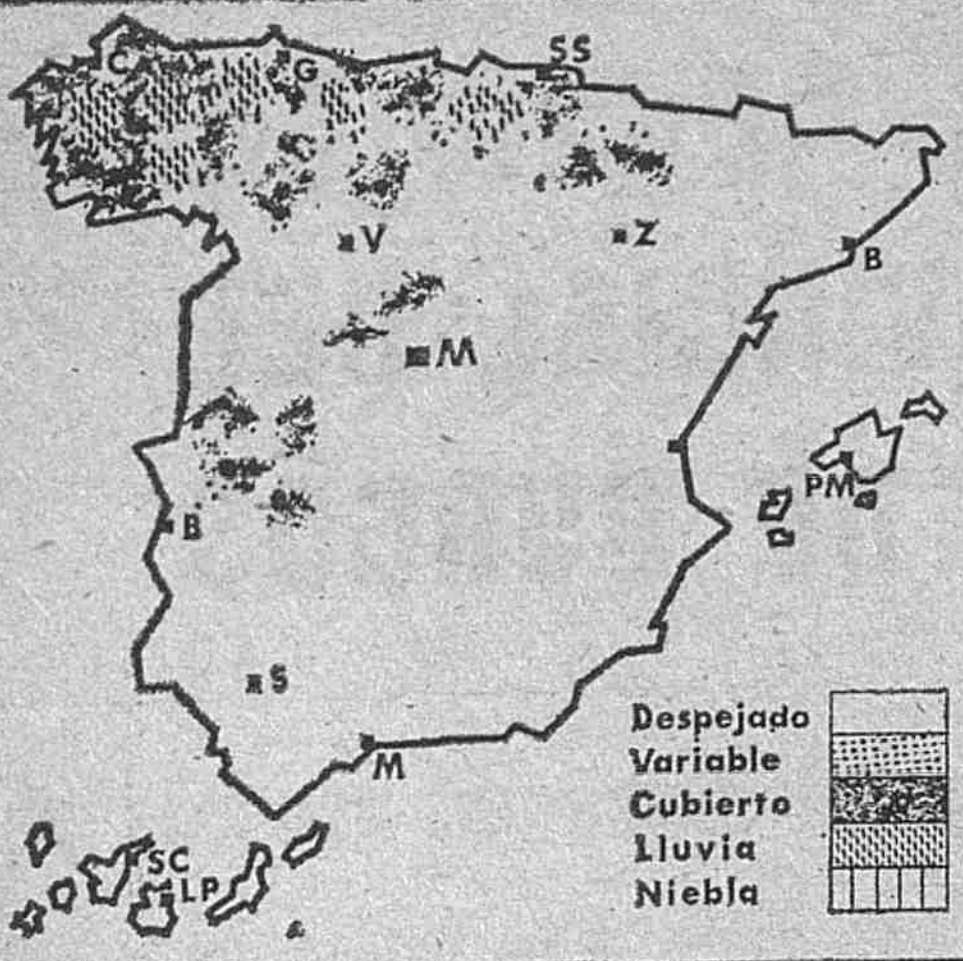 C
G
SS
V
Z
B
M
PM
B
S
M
SC
LP
Despejado
Variable
Cubierto
Lluvia
Niebla